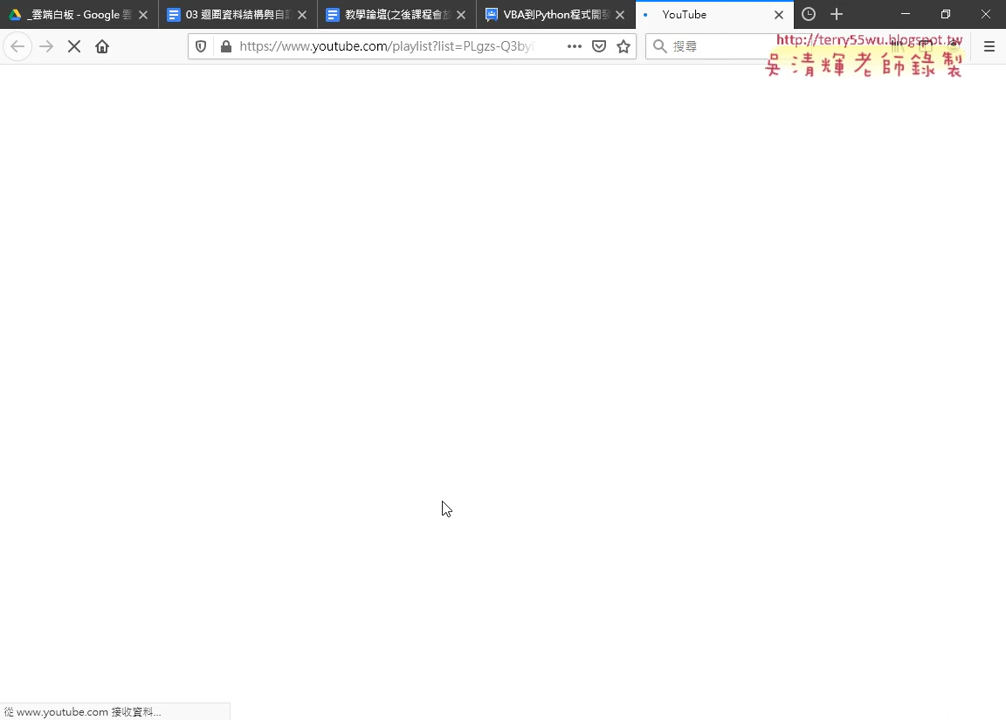 _雲端白板 - Google 雲
03 迴圈資料結構與自訂
教學論壇(之後課程會放
VBA到Python程式開發
YouTube
https://www.youtube.com/playlist?list=PLgzs-Q3byi
搜尋
http://terry55wu.blogspot.tw
吳清輝老師錄製
從 www.youtube.com 接收資料...